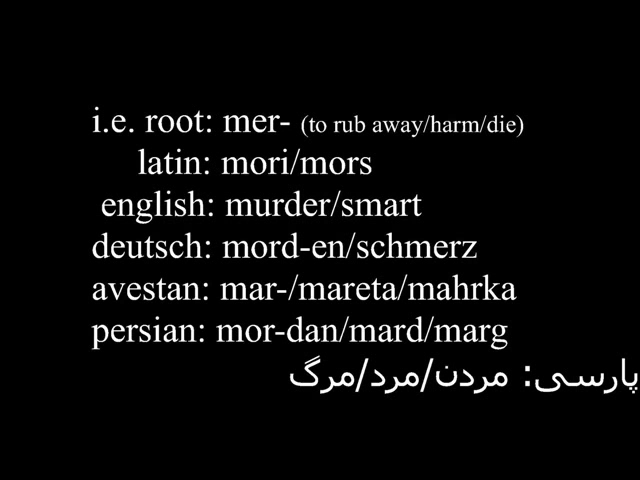 i.e. root: mer- (to rub away/harm/die)
latin: mori/mors
english: murder/smart
deutsch: mord-en/schmerz
avestan: mar-/mareta/mahrka
persian: mor-dan/mard/marg
پارسی: مردن/مرد/مرگ